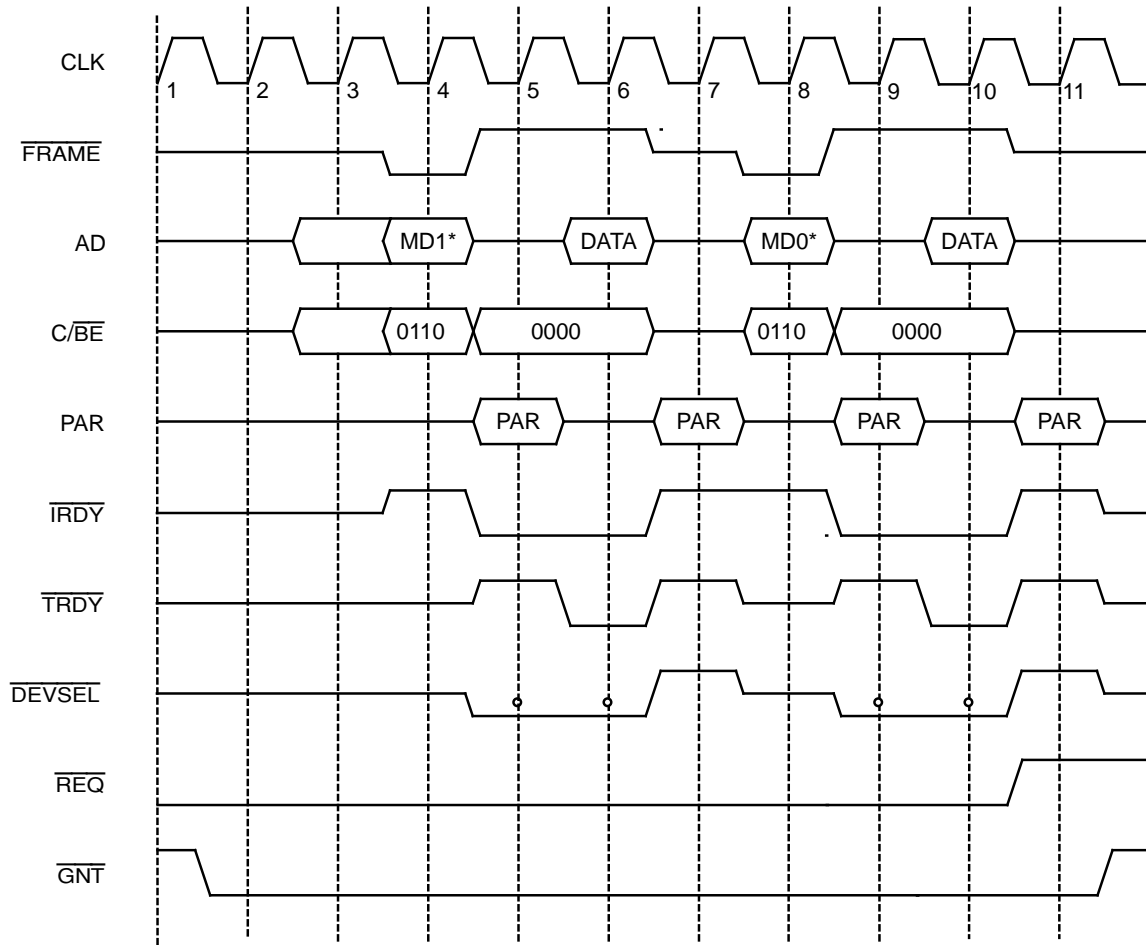 CLK
1 2 3 4 5 6 7 8 9 10 11
FRAME
AD MD1* DATA MD0* DATA
C/BE 0110 0000 0110 0000
PAR PAR PAR PAR PAR
IRDY
TRDY
DEVSEL
REQ
GNT